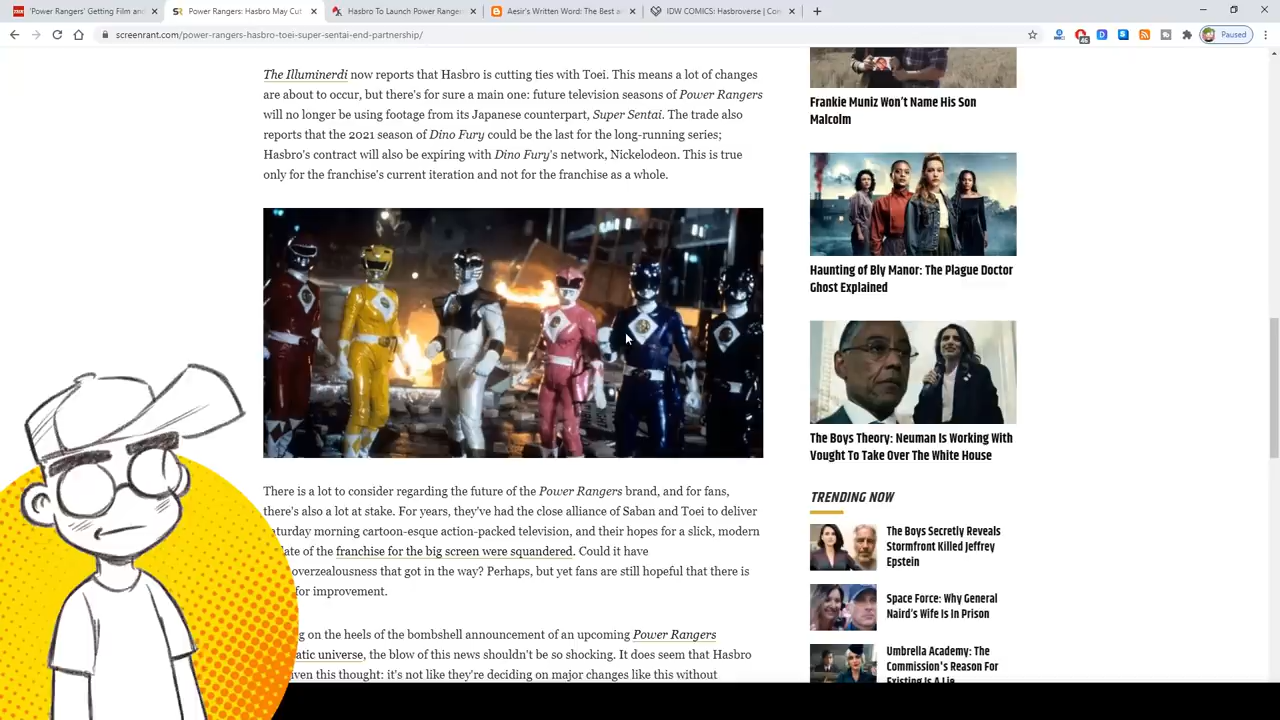 'Power Rangers' Getting Film and
Power Rangers: Hasbro May Cut
Hasbro To Launch Power Rangers
Aesir's Written Word: The Best a
IDW COMICS: Hasbroverse | Com
screenrant.com/power-rangers-hasbro-toei-super-sentai-end-partnership/
46
Paused
The Illuminerdi now reports that Hasbro is cutting ties with Toei. This means a lot of changes
are about to occur, but there's for sure a main one: future television seasons of Power Rangers
will no longer be using footage from its Japanese counterpart, Super Sentai. The trade also
reports that the 2021 season of Dino Fury could be the last for the long-running series;
Hasbro's contract will also be expiring with Dino Fury's network, Nickelodeon. This is true
only for the franchise's current iteration and not for the franchise as a whole.
There is a lot to consider regarding the future of the Power Rangers brand, and for fans,
there's also a lot at stake. For years, they've had the close alliance of Saban and Toei to deliver
turday morning cartoon-esque action-packed television, and their hopes for a slick, modern
late of the franchise for the big screen were squandered. Could it have
overzealousness that got in the way? Perhaps, but yet fans are still hopeful that there is
for improvement.
g on the heels of the bombshell announcement of an upcoming Power Rangers
atic universe, the blow of this news shouldn't be so shocking. It does seem that Hasbro
iven this thought: it's not like they're deciding on major changes like this without
Frankie Muniz Won't Name His Son
Malcolm
Haunting of Bly Manor: The Plague Doctor
Ghost Explained
The Boys Theory: Neuman Is Working With
Vought To Take Over The White House
TRENDING NOW
The Boys Secretly Reveals
Stormfront Killed Jeffrey
Epstein
Space Force: Why General
Naird's Wife Is In Prison
Umbrella Academy: The
Commission's Reason For
Existing Is A Lie